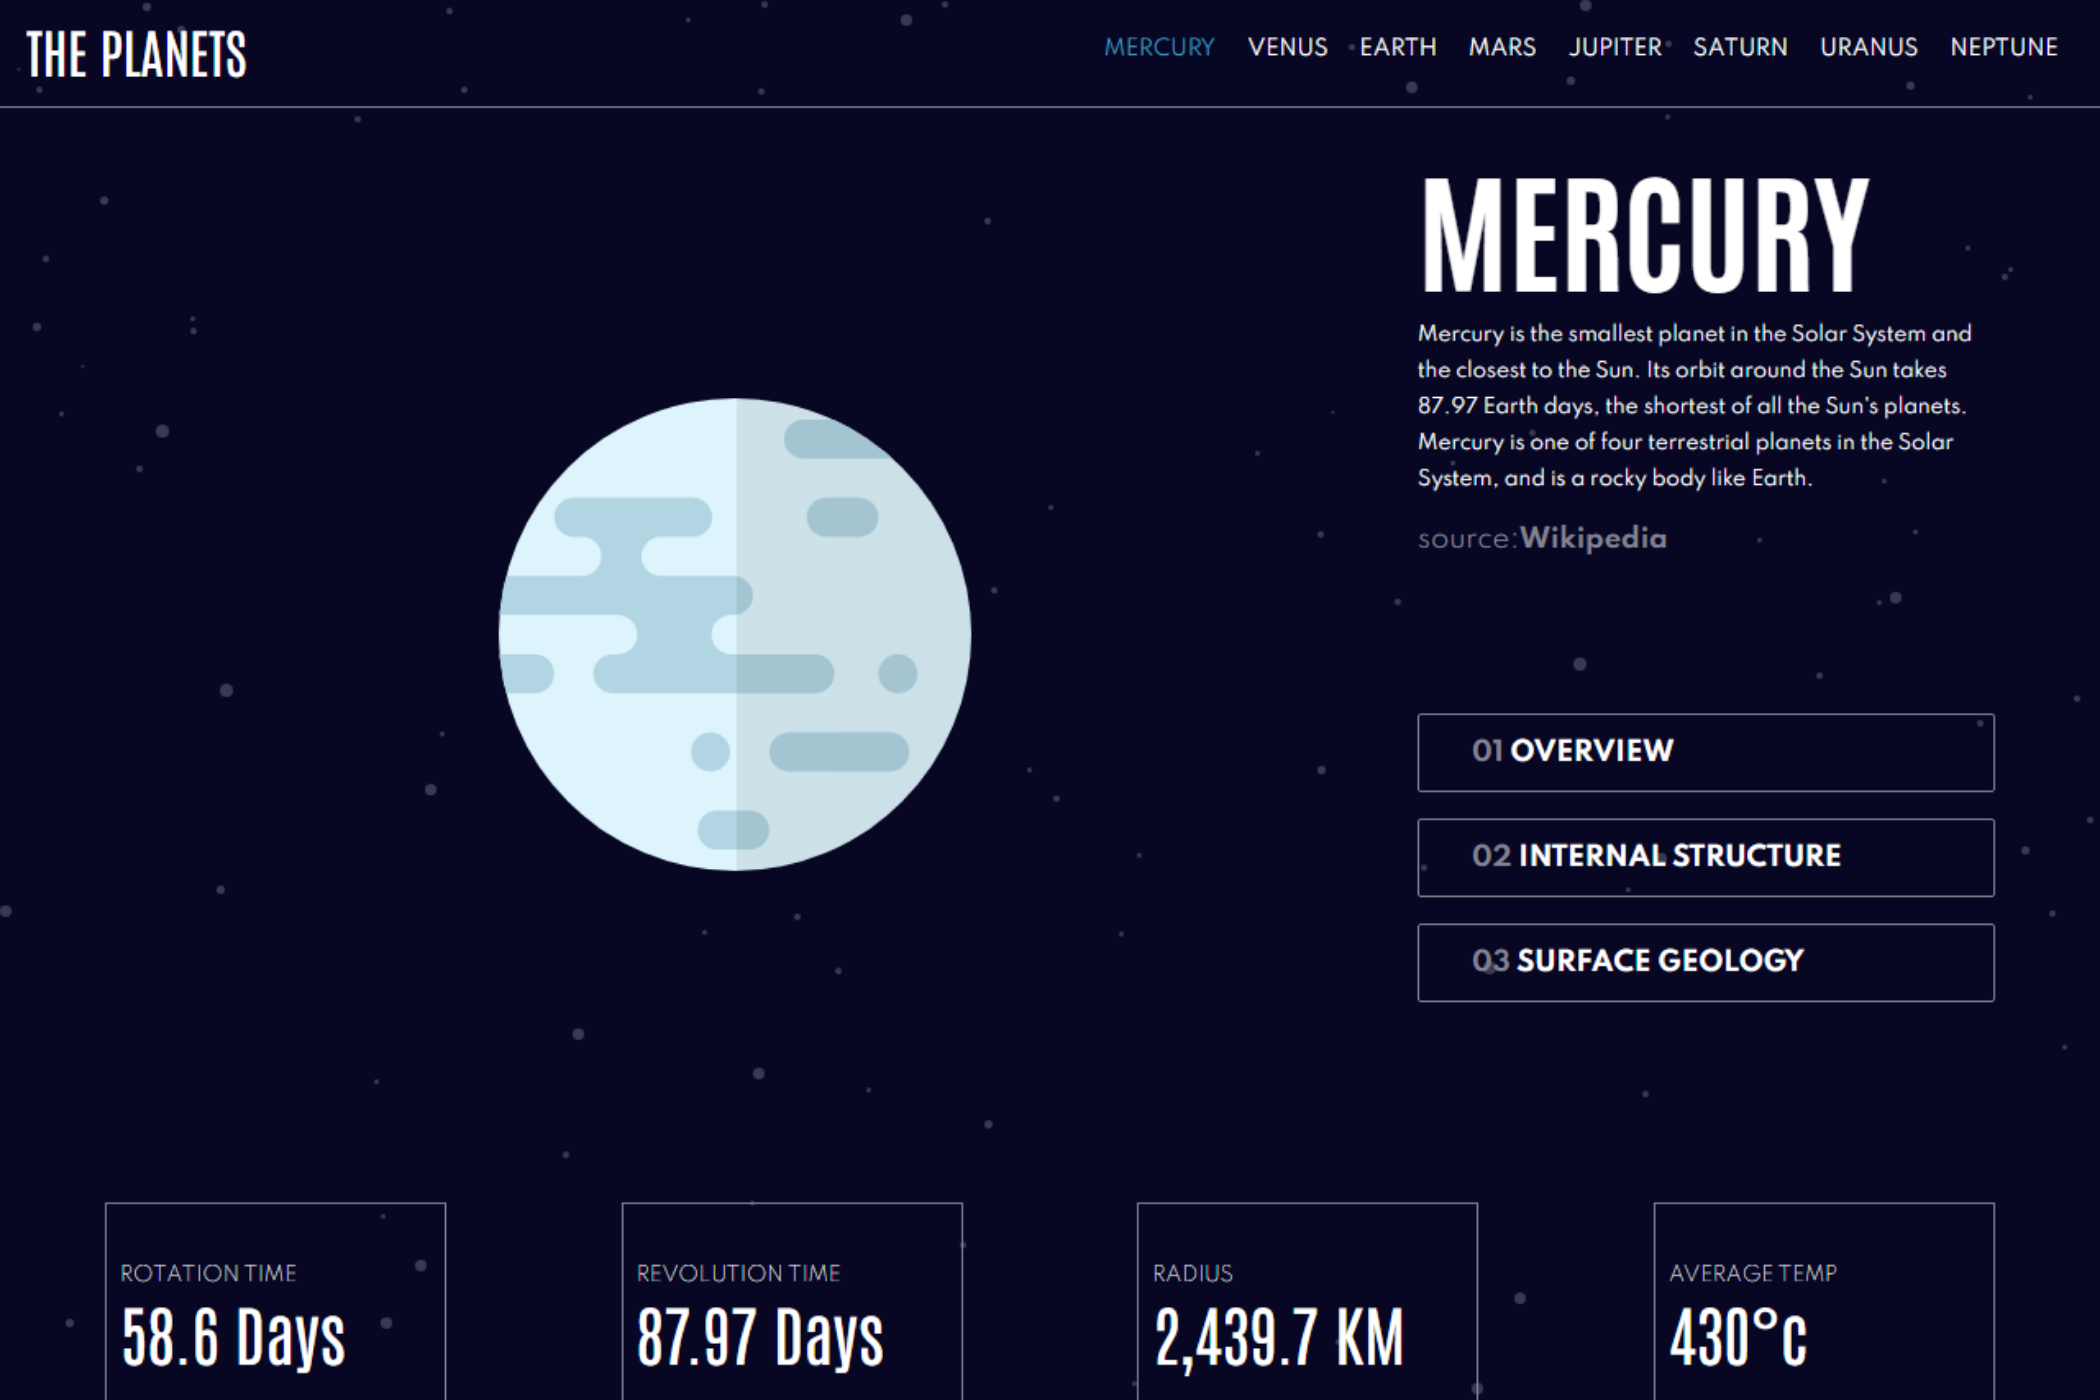 THE PLANETS
MERCURY VENUS EARTH MARS JUPITER SATURN URANUS NEPTUNE
MERCURY
Mercury is the smallest planet in the Solar System and
the closest to the Sun. Its orbit around the Sun takes
87.97 Earth days, the shortest of all the Sun's planets.
Mercury is one of four terrestrial planets in the Solar
System, and is a rocky body like Earth.
source:Wikipedia
01 OVERVIEW
02 INTERNAL STRUCTURE
03 SURFACE GEOLOGY
ROTATION TIME
58.6 Days
REVOLUTION TIME
87.97 Days
RADIUS
2,439.7 KM
AVERAGE TEMP
430°c